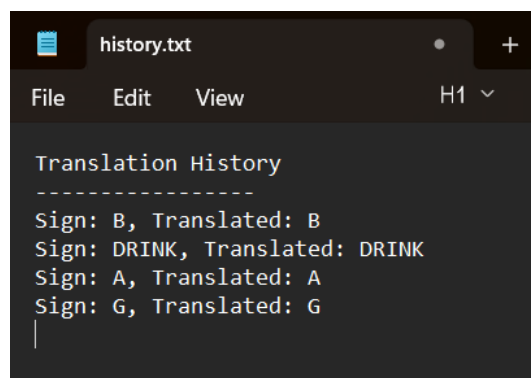 history.txt
File Edit View H1
Translation History
-----------------
Sign: B, Translated: B
Sign: DRINK, Translated: DRINK
Sign: A, Translated: A
Sign: G, Translated: G